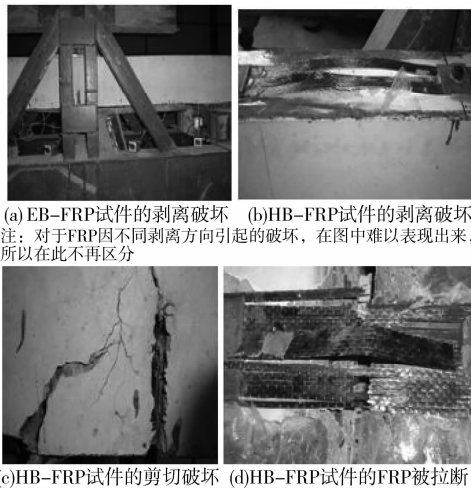 (a) EB-FRP试件的剥离破坏 (b)HB-FRP试件的剥离破坏
注：对于FRP因不同剥离方向引起的破坏，在图中难以表现出来，
所以在此不再区分
(c)HB-FRP试件的剪切破坏 (d)HB-FRP试件的FRP被拉断